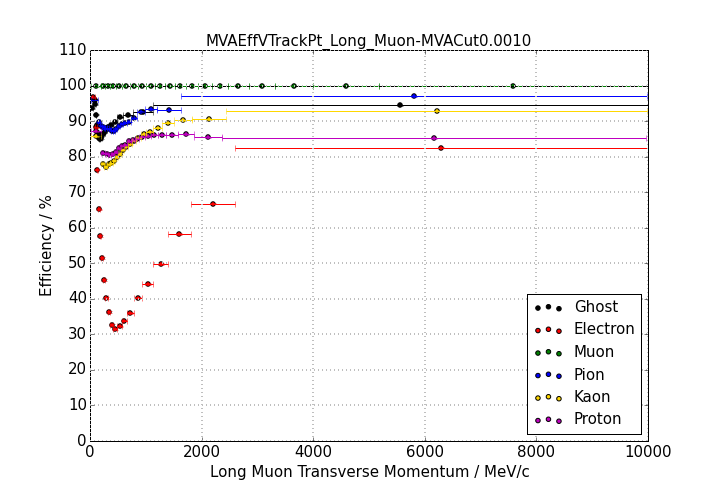 MVAEffVTrackPt_Long_Muon-MVACut0.0010
110
100
90
80
70
60
50
40
30
20
10
0
Efficiency / %
0 2000 4000 6000 8000 10000
Long Muon Transverse Momentum / MeV/c
Ghost
Electron
Muon
Pion
Kaon
Proton